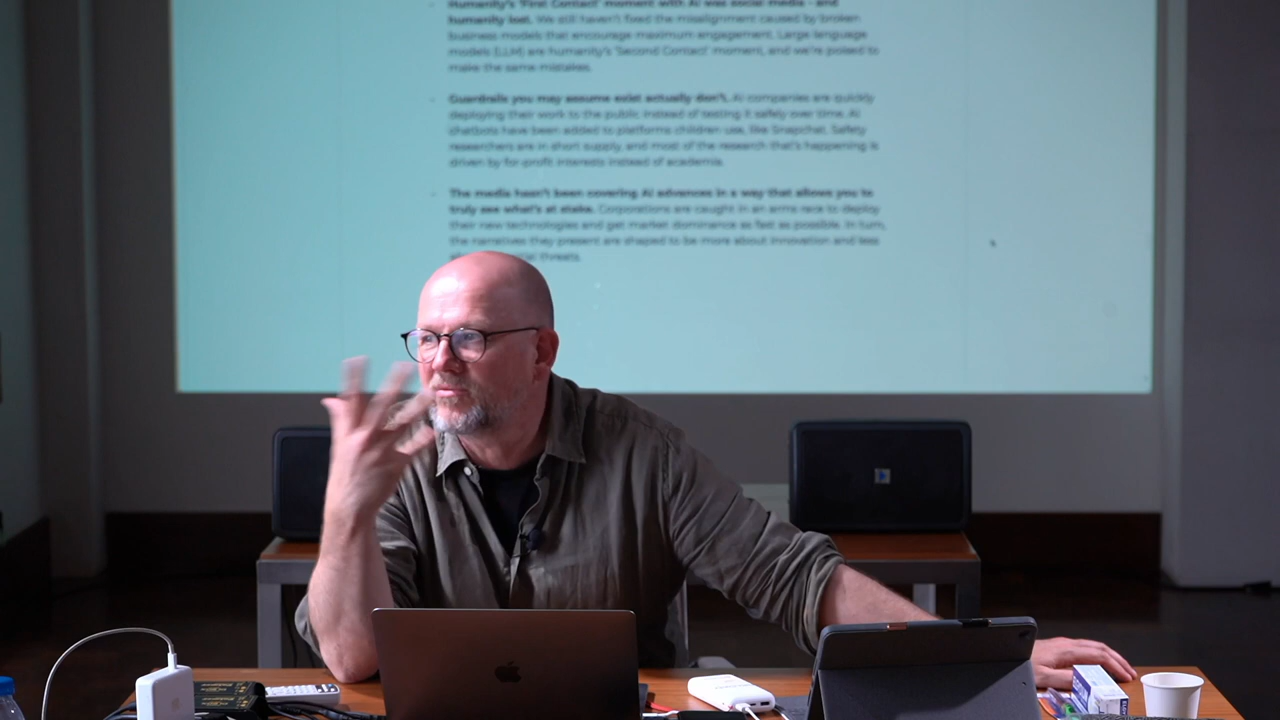 Humanity's 'First Contact' moment with AI was social media - and
humanity lost. We still haven't fixed the misalignment caused by broken
business models that encourage maximum engagement. Large language
models (LLM) are humanity's 'Second Contact' moment, and we're poised to
make the same mistakes.
Guardrails you may assume exist actually don't. AI companies are quickly
deploying their work to the public instead of testing it safely over time. AI
chatbots have been added to platforms children use, like Snapchat. Safety
researchers are in short supply, and most of the research that's happening is
driven by for-profit interests instead of academia.
The media hasn't been covering AI advances in a way that allows you to
truly see what's at stake. Corporations are caught in an arms race to deploy
their new technologies and get market dominance as fast as possible. In turn,
the narratives they present are shaped to be more about innovation and less
threats.